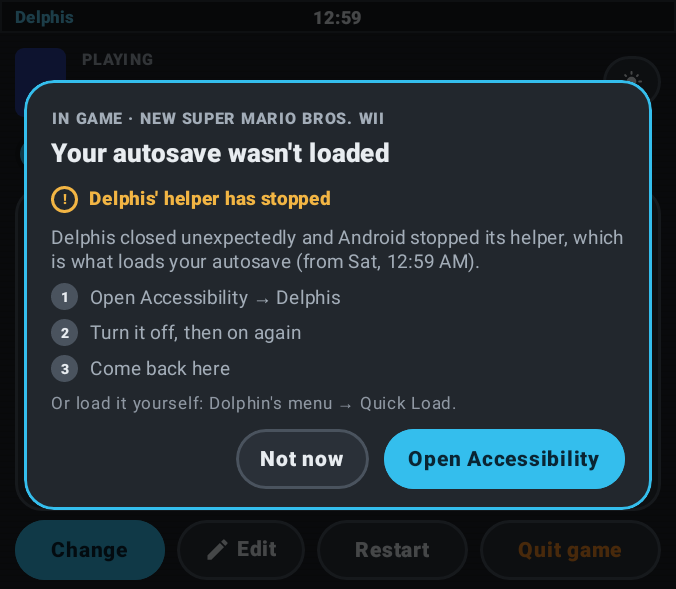 Delphis
12:59
PLAYING
IN GAME · NEW SUPER MARIO BROS. WII
Your autosave wasn't loaded
! Delphis' helper has stopped
Delphis closed unexpectedly and Android stopped its helper, which
is what loads your autosave (from Sat, 12:59 AM).
1 Open Accessibility → Delphis
2 Turn it off, then on again
3 Come back here
Or load it yourself: Dolphin's menu → Quick Load.
Not now
Open Accessibility
Change
Edit
Restart
Quit game